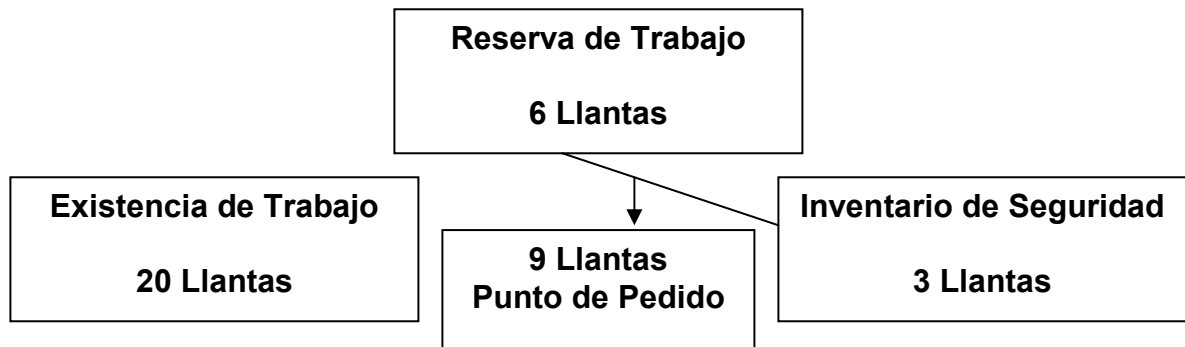 Reserva de Trabajo
6 Llantas
Existencia de Trabajo
20 Llantas
9 Llantas
Punto de Pedido
Inventario de Seguridad
3 Llantas